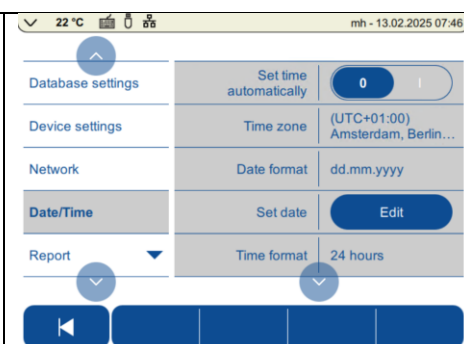 22 °C
mh - 13.02.2025 07:46
Database settings
Device settings
Network
Date/Time
Report
Set time
automatically
0 I
Time zone
(UTC+01:00)
Amsterdam, Berlin...
Date format
dd.mm.yyyy
Set date
Edit
Time format
24 hours